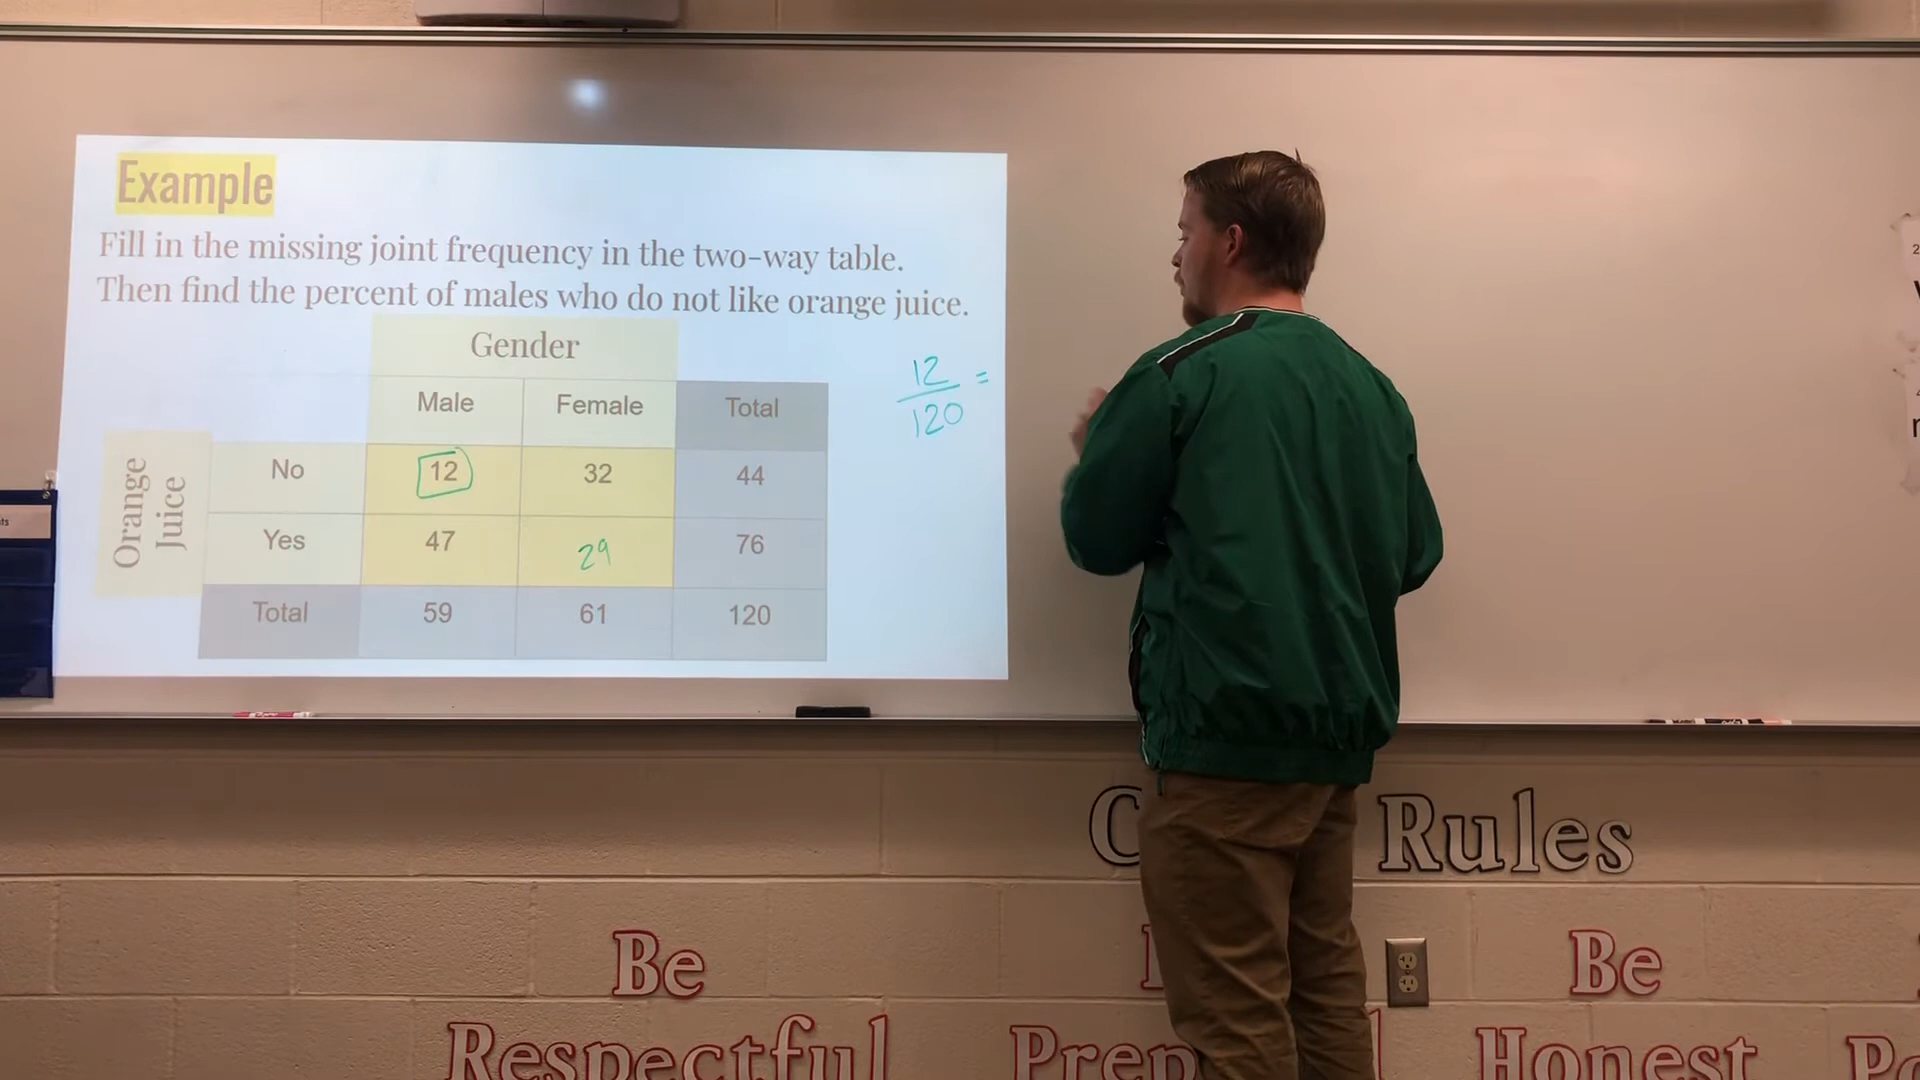 Example
Fill in the missing joint frequency in the two-way table.
Then find the percent of males who do not like orange juice.
Gender
Male Female Total
Orange
Juice
No 12 32 44
Yes 47 29 76
Total 59 61 120
12
120
=
Rules
Be
Be
Respectful
Honest